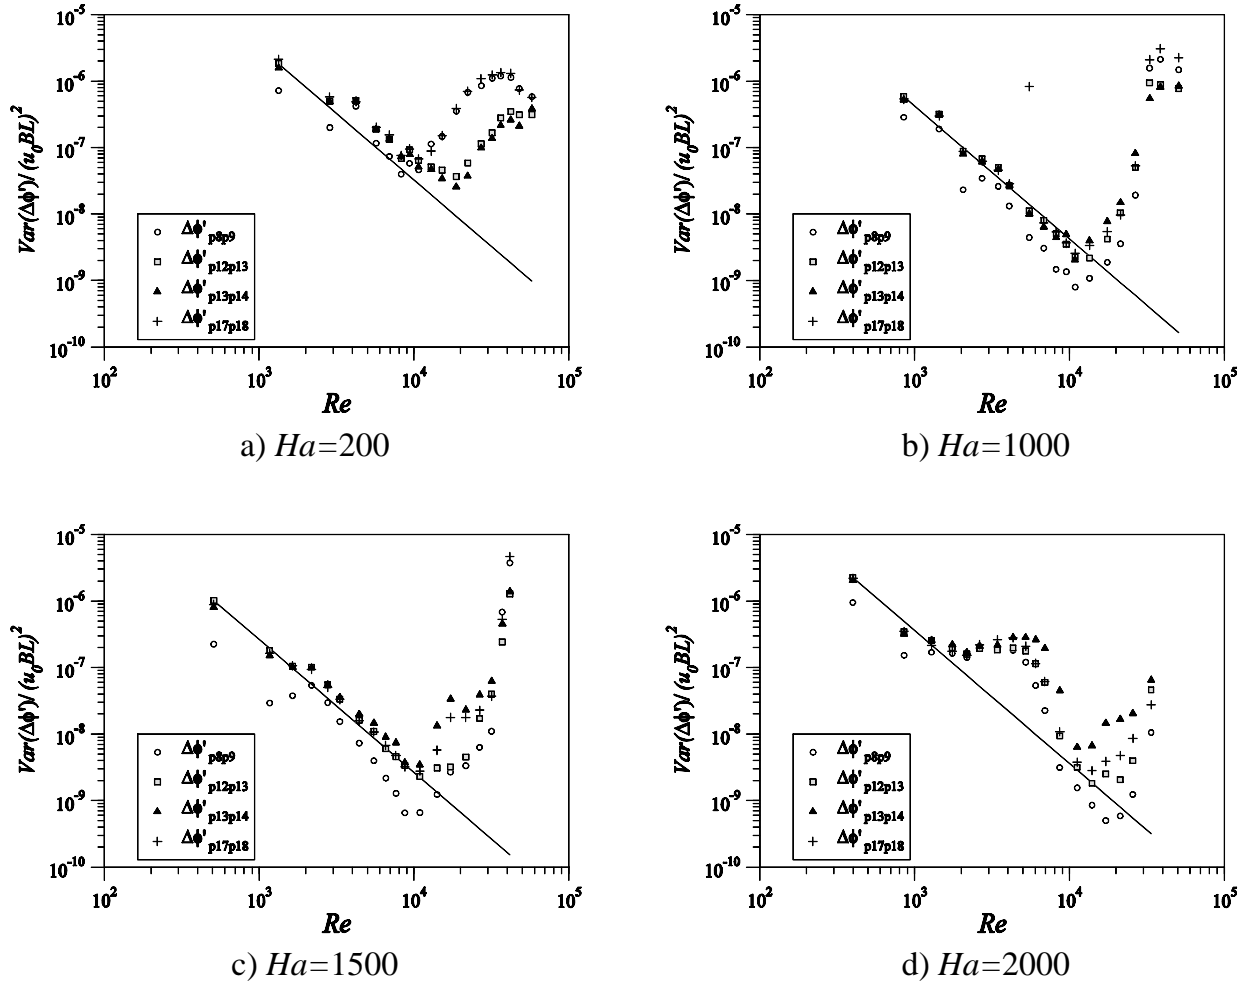 Var(Δϕ')/(u₀BL)²
10⁻⁵
10⁻⁶
10⁻⁷
10⁻⁸
10⁻⁹
10⁻¹⁰
Δϕ' p8p9
Δϕ' p12p13
Δϕ' p13p14
Δϕ' p17p18
10² 10³ 10⁴ 10⁵
Re
a) Ha=200
Var(Δϕ')/(u₀BL)²
10⁻⁵
10⁻⁶
10⁻⁷
10⁻⁸
10⁻⁹
10⁻¹⁰
Δϕ' p8p9
Δϕ' p12p13
Δϕ' p13p14
Δϕ' p17p18
10² 10³ 10⁴ 10⁵
Re
b) Ha=1000
Var(Δϕ')/(u₀BL)²
10⁻⁵
10⁻⁶
10⁻⁷
10⁻⁸
10⁻⁹
10⁻¹⁰
Δϕ' p8p9
Δϕ' p12p13
Δϕ' p13p14
Δϕ' p17p18
10² 10³ 10⁴ 10⁵
Re
c) Ha=1500
Var(Δϕ')/(u₀BL)²
10⁻⁵
10⁻⁶
10⁻⁷
10⁻⁸
10⁻⁹
10⁻¹⁰
Δϕ' p8p9
Δϕ' p12p13
Δϕ' p13p14
Δϕ' p17p18
10² 10³ 10⁴ 10⁵
Re
d) Ha=2000